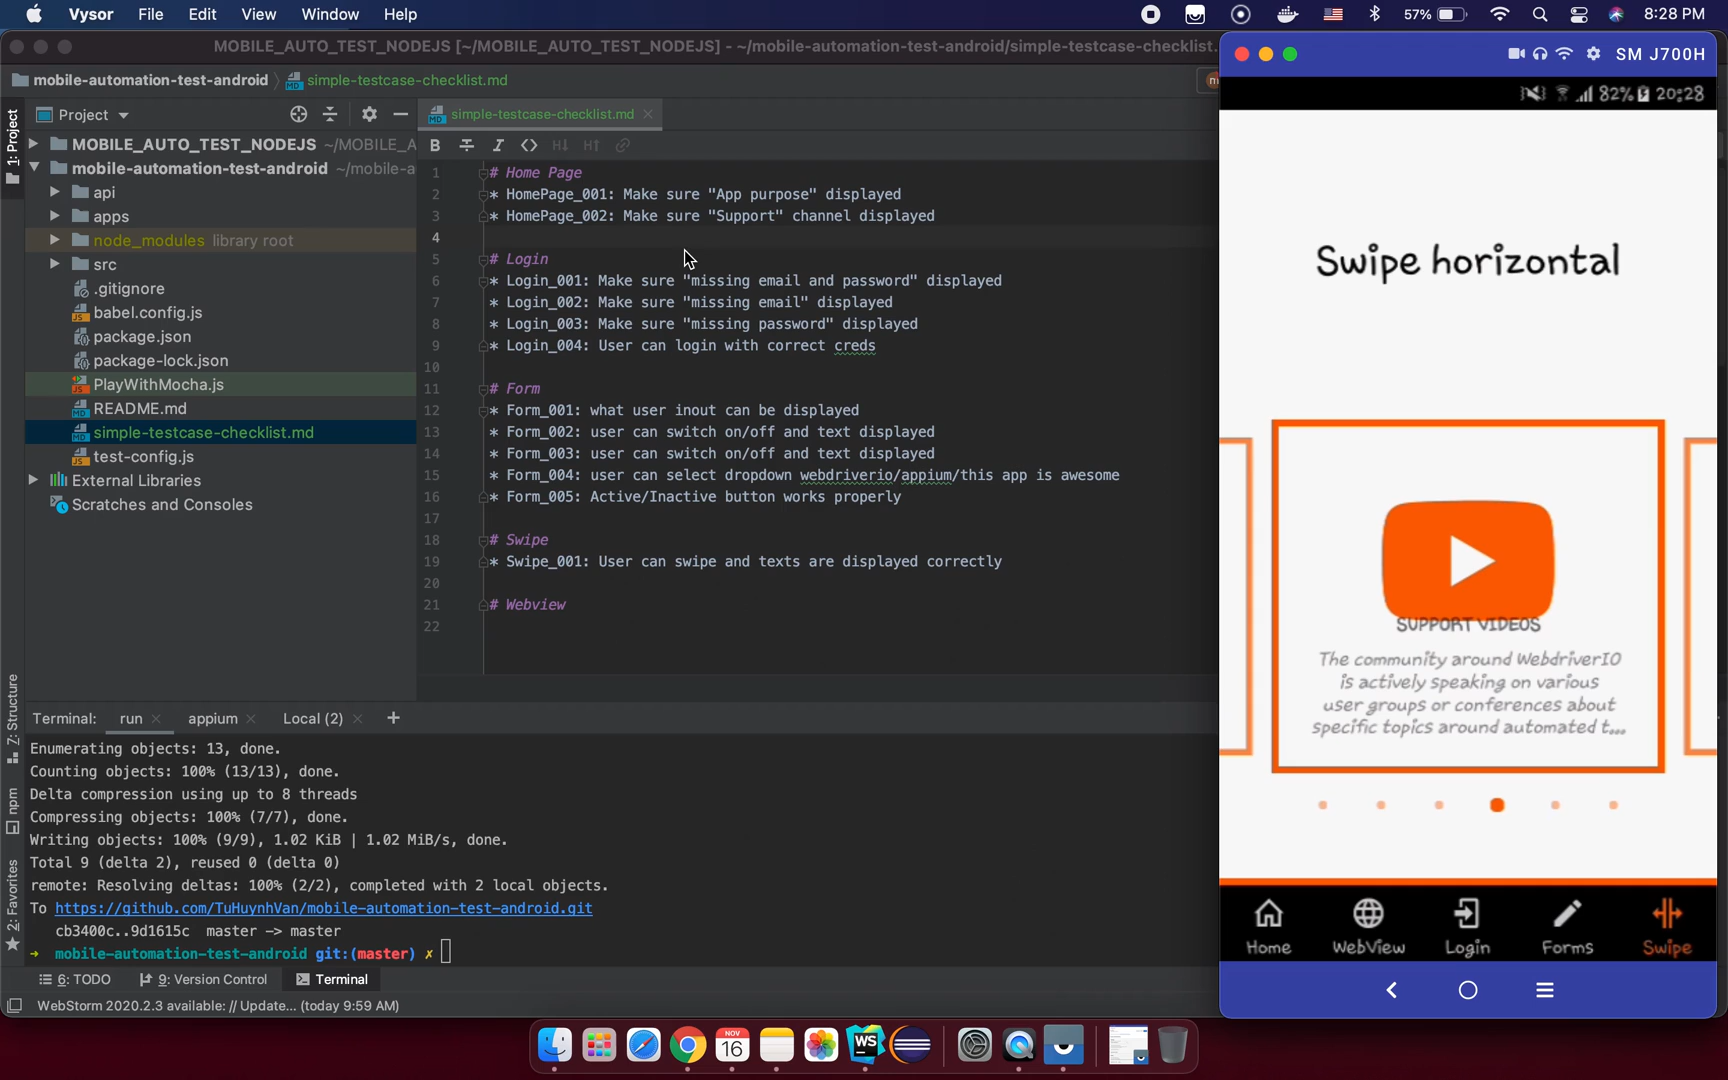 Vysor File Edit View Window Help
57% 8:28 PM
MOBILE_AUTO_TEST_NODEJS [~/MOBILE_AUTO_TEST_NODEJS] - ~/mobile-automation-test-android/simple-testcase-checklist.
mobile-automation-test-android simple-testcase-checklist.md
Project
simple-testcase-checklist.md
1: Project
MOBILE_AUTO_TEST_NODEJS ~/MOBILE_A
mobile-automation-test-android ~/mobile-a
api
apps
node_modules library root
src
.gitignore
babel.config.js
package.json
package-lock.json
PlayWithMocha.js
README.md
simple-testcase-checklist.md
test-config.js
External Libraries
Scratches and Consoles
B I <>
1 # Home Page
2 * HomePage_001: Make sure "App purpose" displayed
3 * HomePage_002: Make sure "Support" channel displayed
4
5 # Login
6 * Login_001: Make sure "missing email and password" displayed
7 * Login_002: Make sure "missing email" displayed
8 * Login_003: Make sure "missing password" displayed
9 * Login_004: User can login with correct creds
10
11 # Form
12 * Form_001: what user inout can be displayed
13 * Form_002: user can switch on/off and text displayed
14 * Form_003: user can switch on/off and text displayed
15 * Form_004: user can select dropdown webdriverio/appium/this app is awesome
16 * Form_005: Active/Inactive button works properly
17
18 # Swipe
19 * Swipe_001: User can swipe and texts are displayed correctly
20
21 # Webview
22
Z: Structure
npm
2: Favorites
Terminal: run appium Local (2) +
Enumerating objects: 13, done.
Counting objects: 100% (13/13), done.
Delta compression using up to 8 threads
Compressing objects: 100% (7/7), done.
Writing objects: 100% (9/9), 1.02 KiB | 1.02 MiB/s, done.
Total 9 (delta 2), reused 0 (delta 0)
remote: Resolving deltas: 100% (2/2), completed with 2 local objects.
To https://github.com/TuHuynhVan/mobile-automation-test-android.git
cb3400c..9d1615c master -> master
→ mobile-automation-test-android git:(master) ✗
6: TODO 9: Version Control Terminal
WebStorm 2020.2.3 available: // Update... (today 9:59 AM)
SM J700H
82% 20:28
Swipe horizontal
SUPPORT VIDEOS
The community around WebdriverIO
is actively speaking on various
user groups or conferences about
specific topics around automated t...
Home WebView Login Forms Swipe
NOV
16
WS